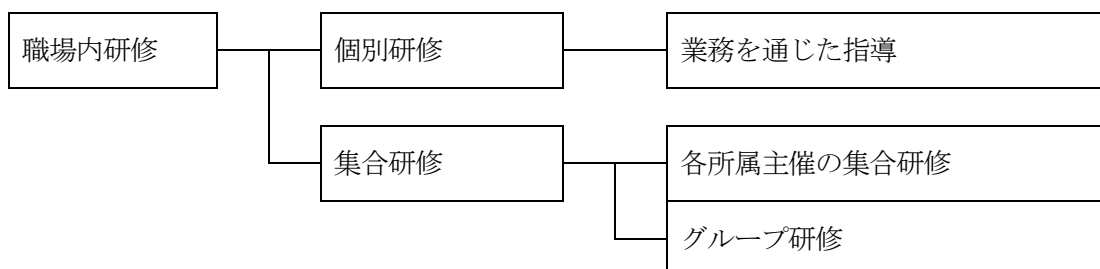 職場内研修
個別研修
業務を通じた指導
集合研修
各所属主催の集合研修
グループ研修